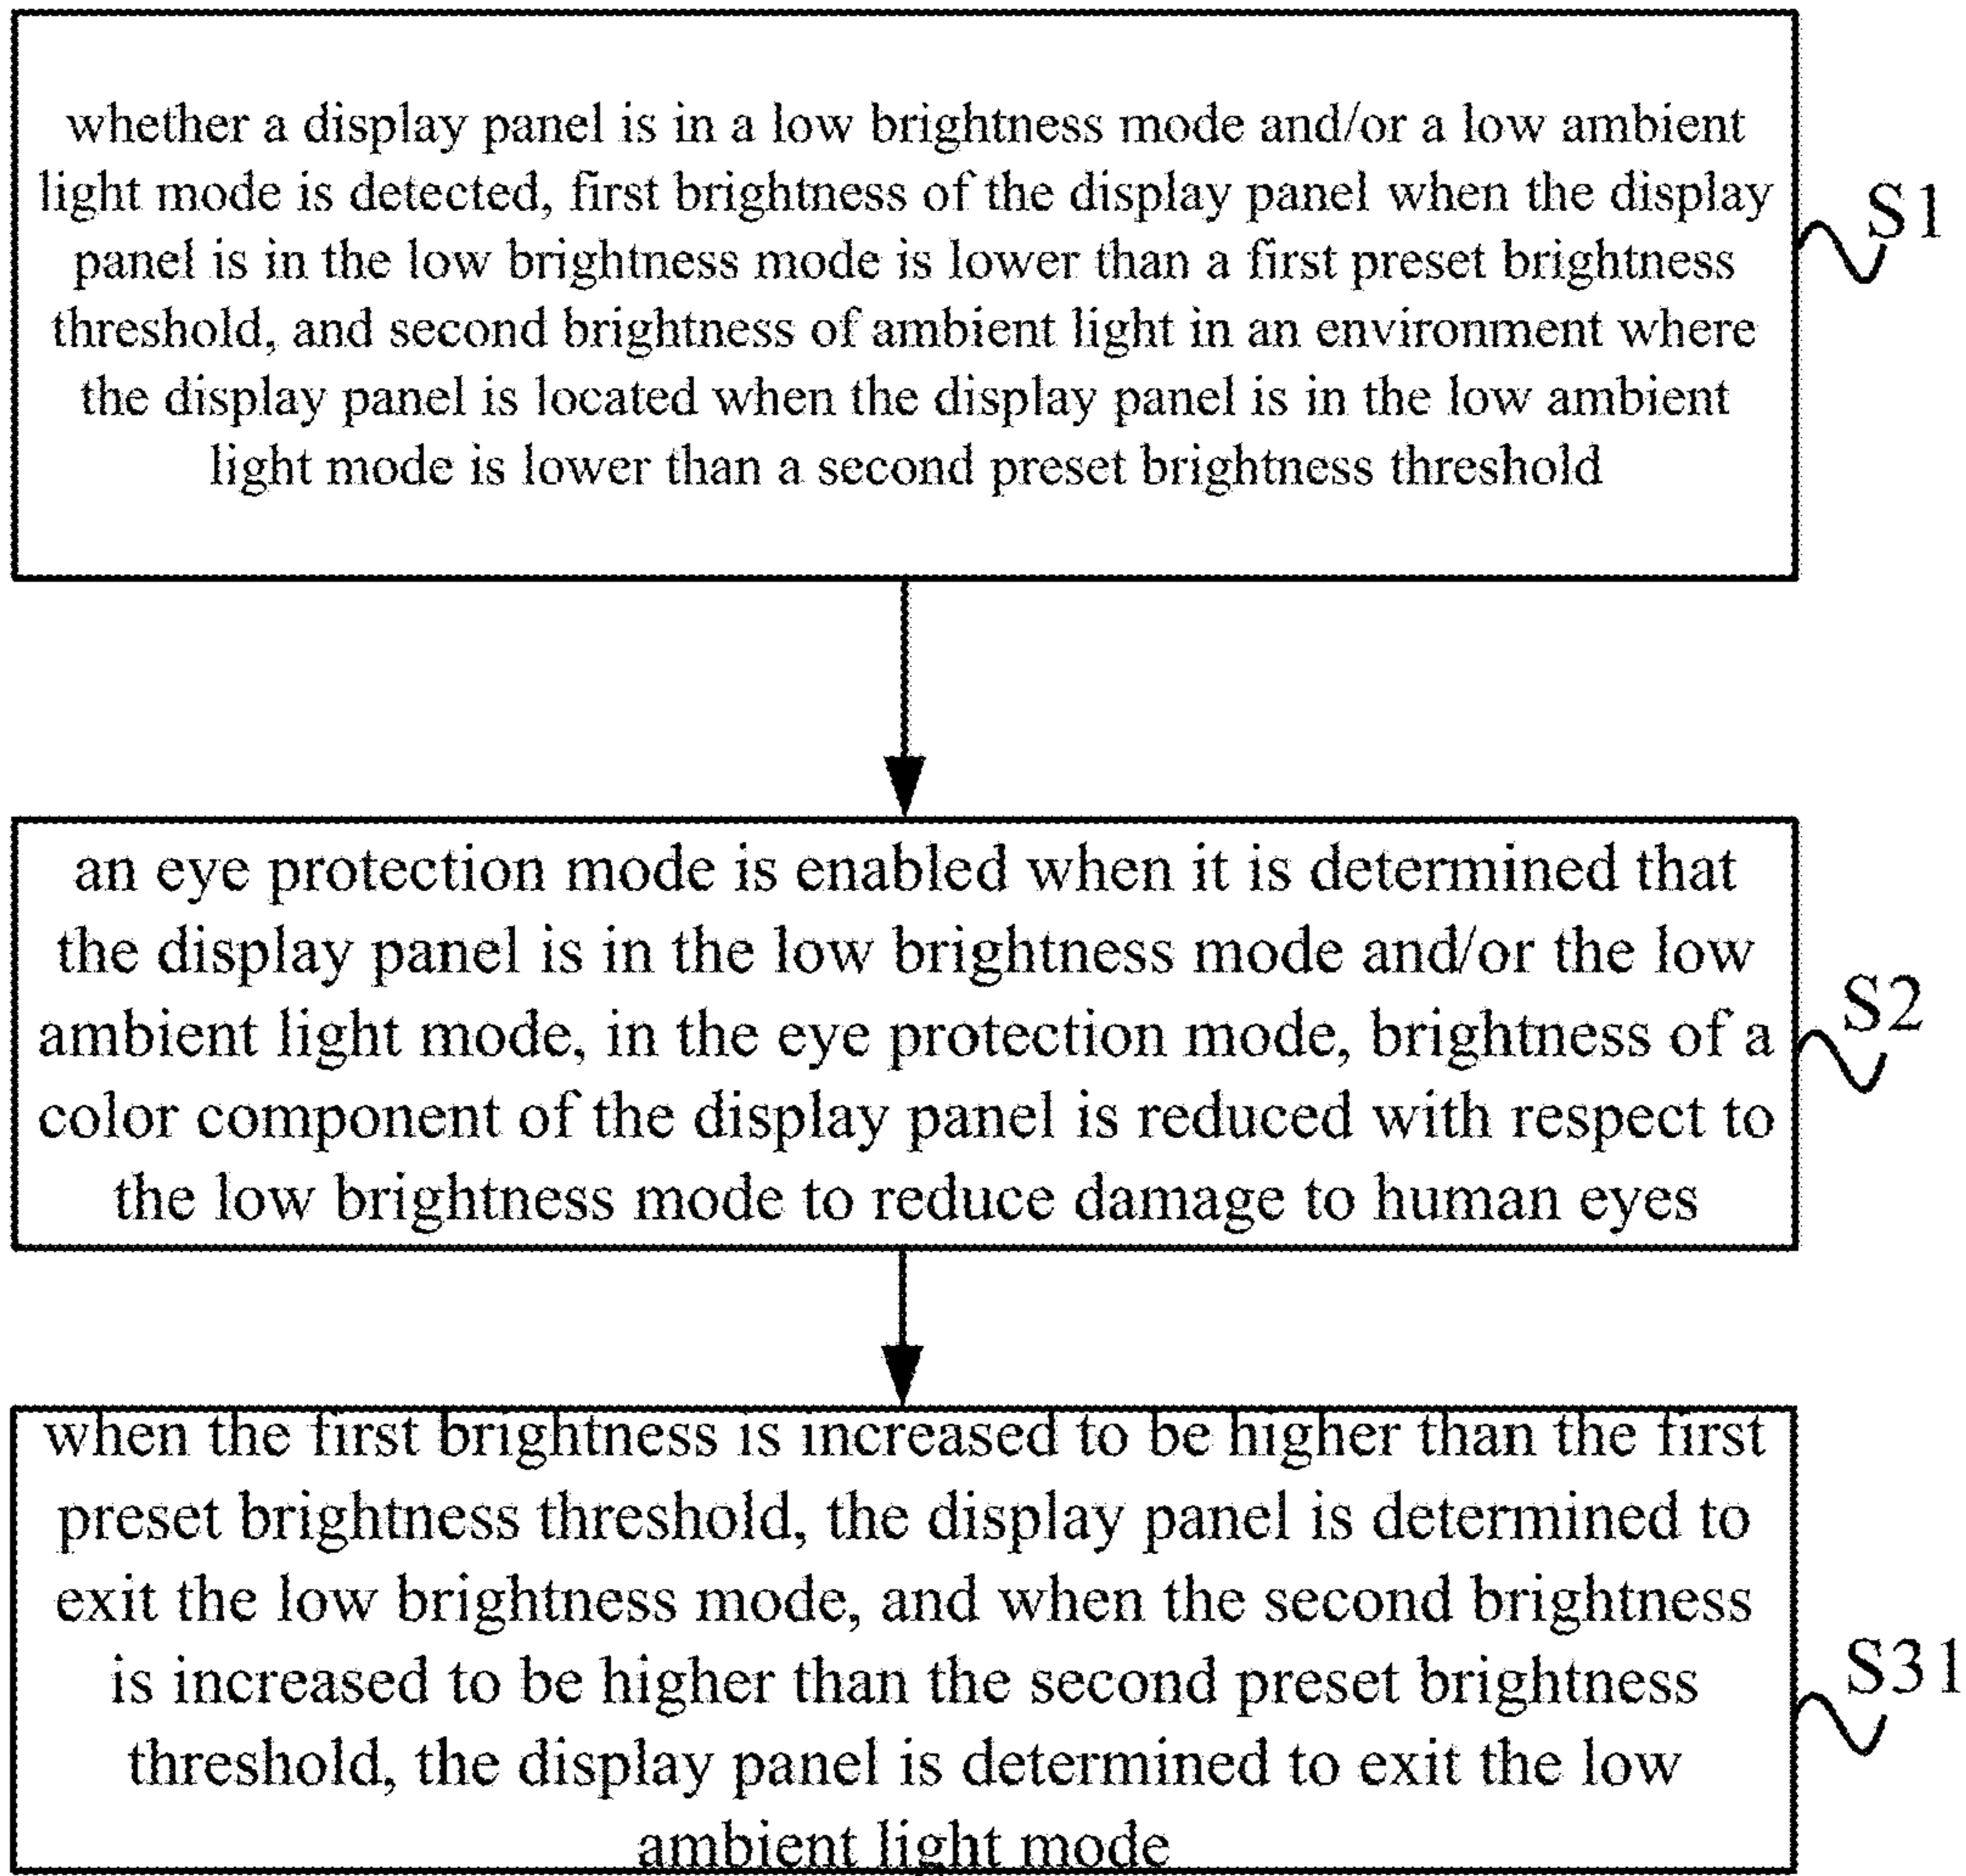 whether a display panel is in a low brightness mode and/or a low ambient
light mode is detected, first brightness of the display panel when the display
panel is in the low brightness mode is lower than a first preset brightness
threshold, and second brightness of ambient light in an environment where
the display panel is located when the display panel is in the low ambient
light mode is lower than a second preset brightness threshold
S1
an eye protection mode is enabled when it is determined that
the display panel is in the low brightness mode and/or the low
ambient light mode, in the eye protection mode, brightness of a
color component of the display panel is reduced with respect to
the low brightness mode to reduce damage to human eyes
S2
when the first brightness is increased to be higher than the first
preset brightness threshold, the display panel is determined to
exit the low brightness mode, and when the second brightness
is increased to be higher than the second preset brightness
threshold, the display panel is determined to exit the low
ambient light mode
S31